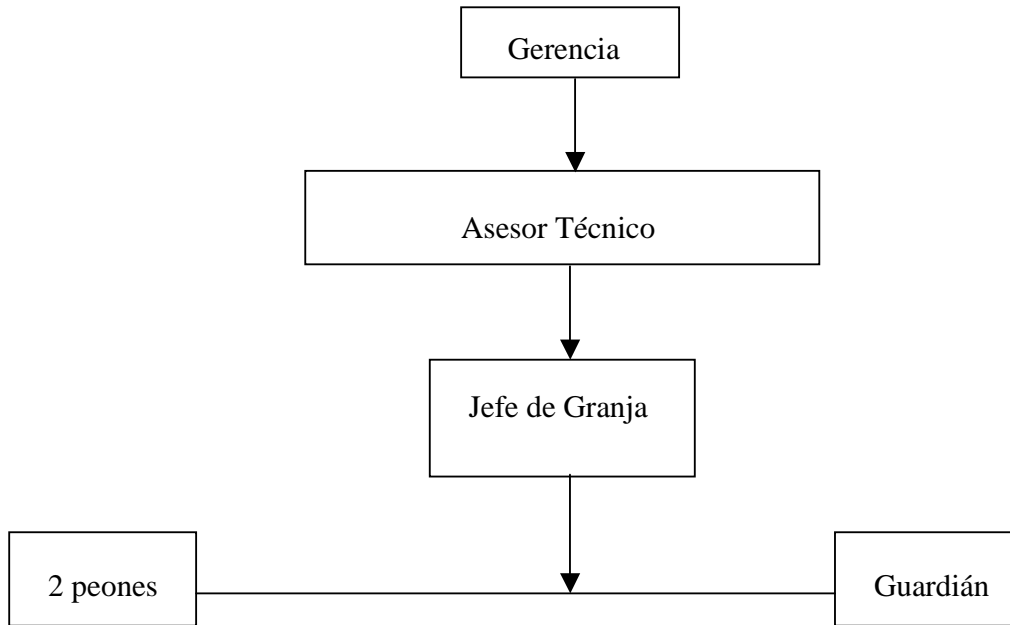 Gerencia
Asesor Técnico
Jefe de Granja
2 peones
Guardián